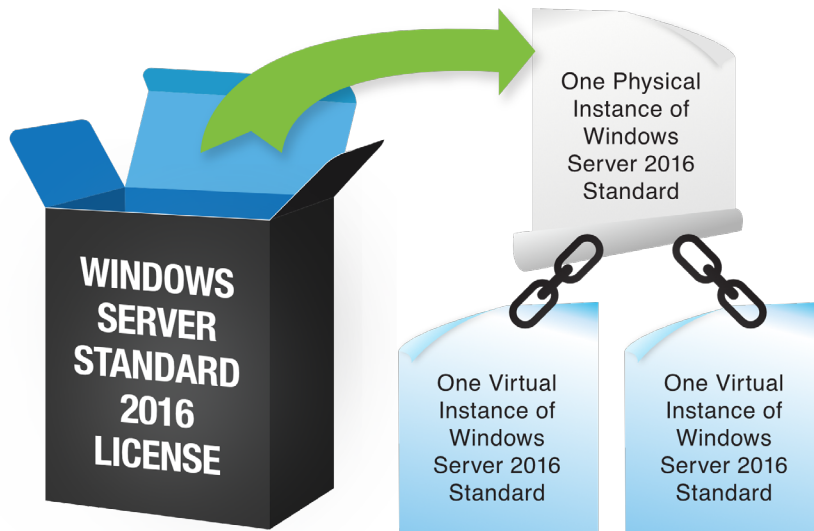 WINDOWS
SERVER
STANDARD
2016
LICENSE
One Physical
Instance of
Windows
Server 2016
Standard
One Virtual
Instance of
Windows
Server 2016
Standard
One Virtual
Instance of
Windows
Server 2016
Standard